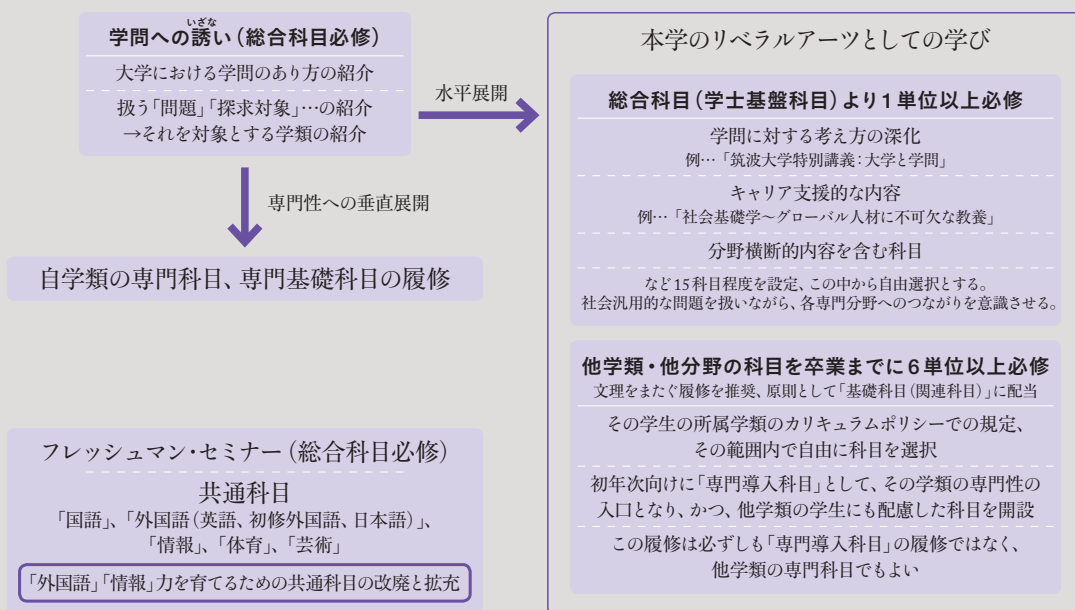 いざな
学問への誘い（総合科目必修）
大学における学問のあり方の紹介
扱う「問題」「探求対象」…の紹介
→それを対象とする学類の紹介
水平展開
専門性への垂直展開
自学類の専門科目、専門基礎科目の履修
フレッシュマン・セミナー（総合科目必修）
共通科目
「国語」、「外国語（英語、初修外国語、日本語）」、
「情報」、「体育」、「芸術」
「外国語」「情報」力を育てるための共通科目の改廃と拡充
本学のリベラルアーツとしての学び
総合科目（学士基盤科目）より1単位以上必修
学問に対する考え方の深化
例…「筑波大学特別講義：大学と学問」
キャリア支援的な内容
例…「社会基礎学～グローバル人材に不可欠な教養」
分野横断的内容を含む科目
など15科目程度を設定、この中から自由選択とする。
社会汎用的な問題を扱いながら、各専門分野へのつながりを意識させる。
他学類・他分野の科目を卒業までに6単位以上必修
文理をまたぐ履修を推奨、原則として「基礎科目（関連科目）」に配当
その学生の所属学類のカリキュラムポリシーでの規定、
その範囲内で自由に科目を選択
初年次向けに「専門導入科目」として、その学類の専門性の
入口となり、かつ、他学類の学生にも配慮した科目を開設
この履修は必ずしも「専門導入科目」の履修ではなく、
他学類の専門科目でもよい